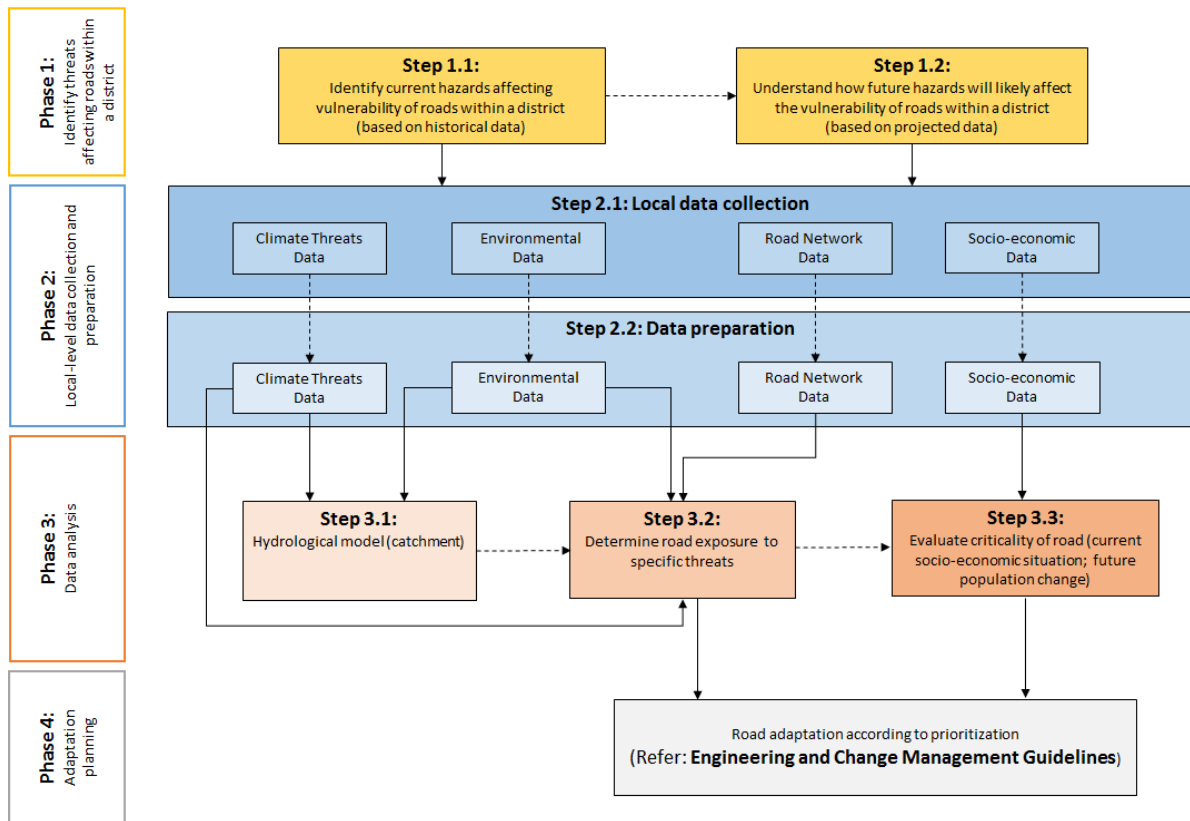 Phase 1:
Identify threats
affecting roads within
a district
Step 1.1:
Identify current hazards affecting
vulnerability of roads within a district
(based on historical data)
Step 1.2:
Understand how future hazards will likely affect
the vulnerability of roads within a district
(based on projected data)
Phase 2:
Local-level data collection and
preparation
Step 2.1: Local data collection
Climate Threats
Data
Environmental
Data
Road Network
Data
Socio-economic
Data
Step 2.2: Data preparation
Climate Threats
Data
Environmental
Data
Road Network
Data
Socio-economic
Data
Phase 3:
Data analysis
Step 3.1:
Hydrological model (catchment)
Step 3.2:
Determine road exposure to
specific threats
Step 3.3:
Evaluate criticality of road (current
socio-economic situation; future
population change)
Phase 4:
Adaptation
planning
Road adaptation according to prioritization
(Refer: Engineering and Change Management Guidelines)